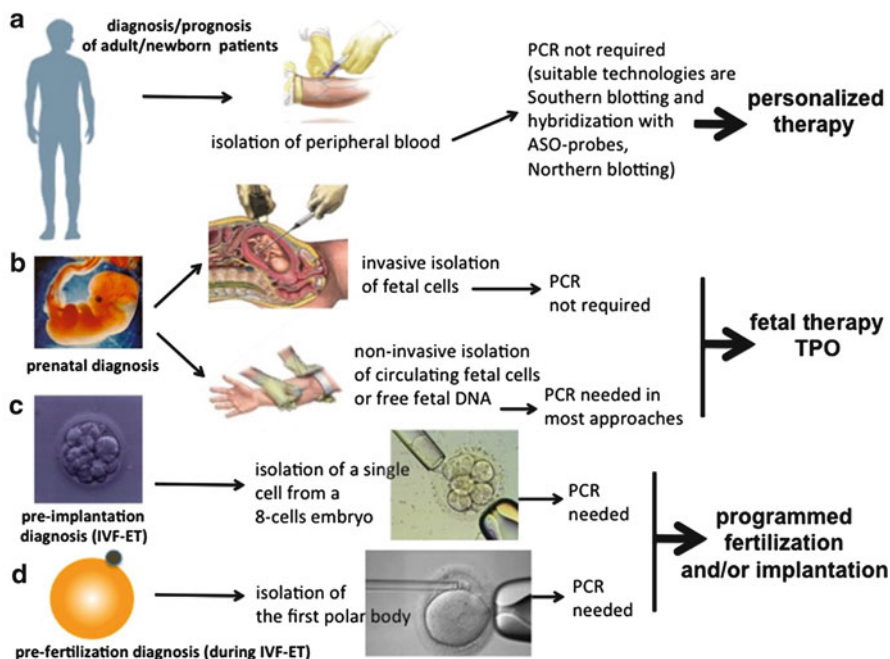 a
diagnosis/prognosis
of adult/newborn patients
isolation of peripheral blood
PCR not required
(suitable technologies are
Southern blotting and
hybridization with
ASO-probes,
Northern blotting)
personalized
therapy
b
prenatal diagnosis
invasive isolation
of fetal cells
PCR
not required
non-invasive isolation
of circulating fetal cells
or free fetal DNA
PCR needed in
most approaches
fetal therapy
TPO
c
pre-implantation
diagnosis (IVF-ET)
isolation of a single
cell from a
8-cells embryo
PCR
needed
d
pre-fertilization diagnosis (during IVF-ET)
isolation of
the first polar body
PCR
needed
programmed
fertilization
and/or implantation